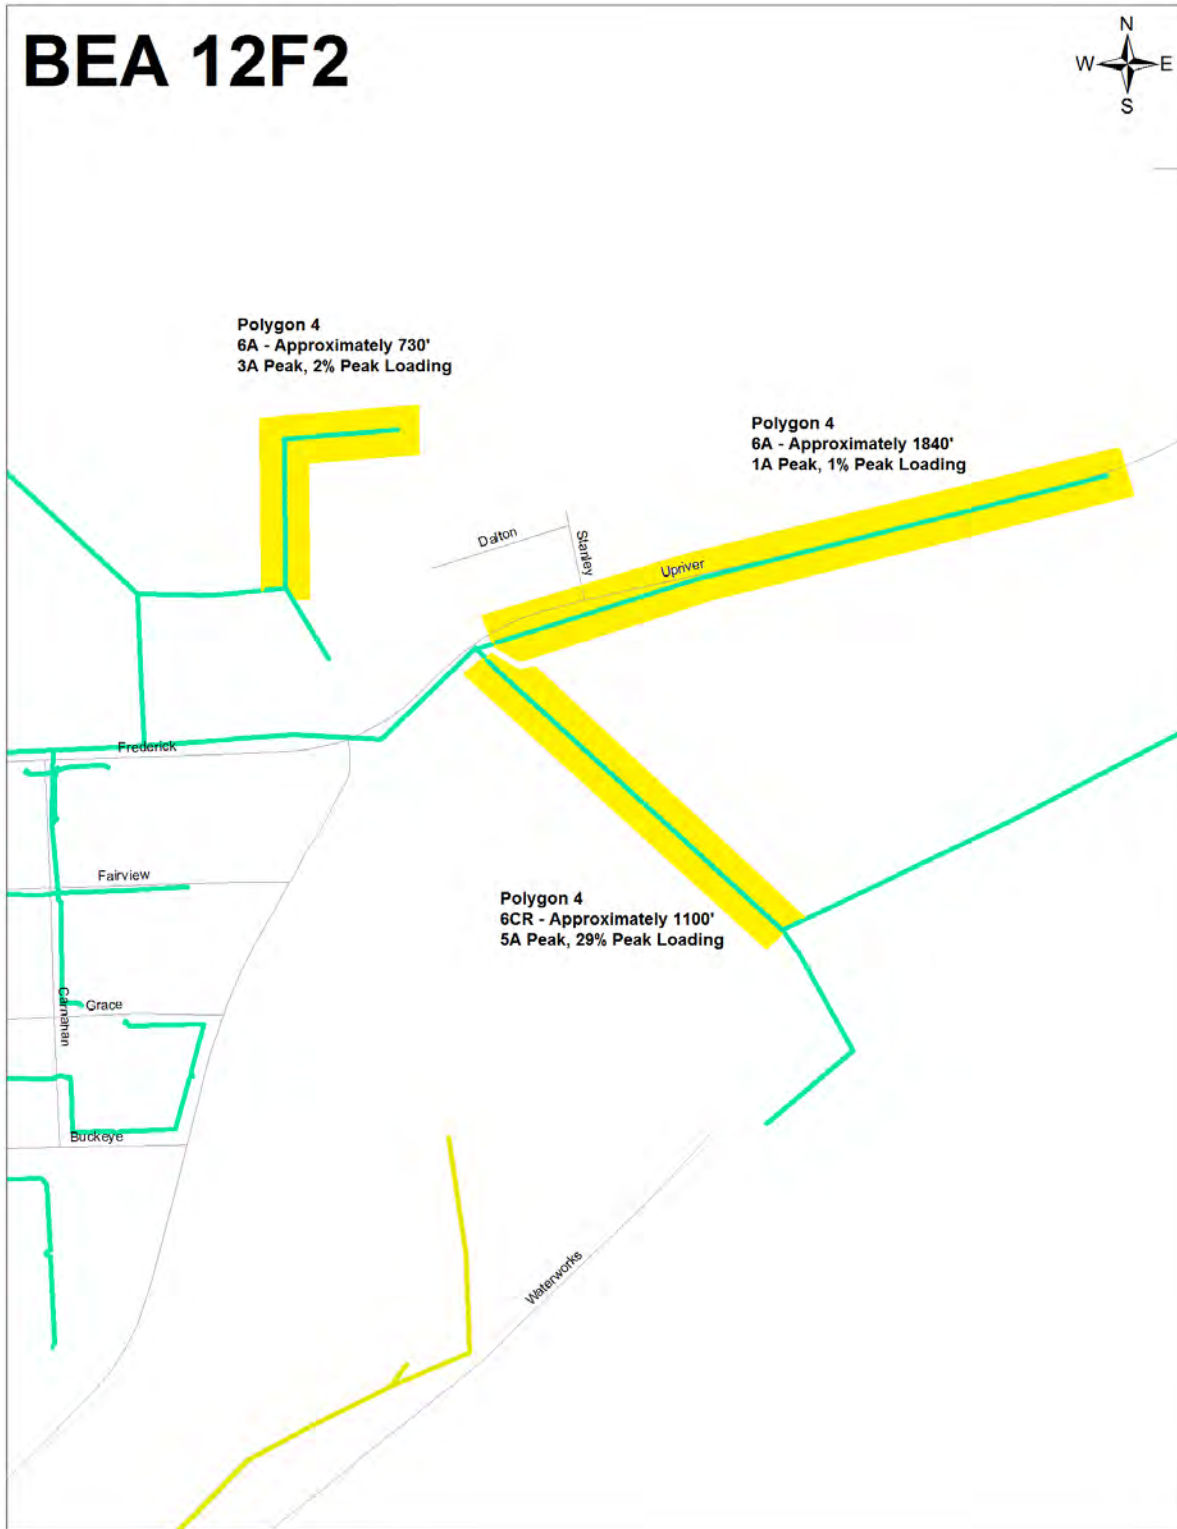 BEA 12F2
N
W E
S
Polygon 4
6A - Approximately 730'
3A Peak, 2% Peak Loading
Polygon 4
6A - Approximately 1840'
1A Peak, 1% Peak Loading
Dalton
Stanley
Upriver
Frederick
Fairview
Polygon 4
6CR - Approximately 1100'
5A Peak, 29% Peak Loading
Carnahan
Grace
Buckeye
Waterworks